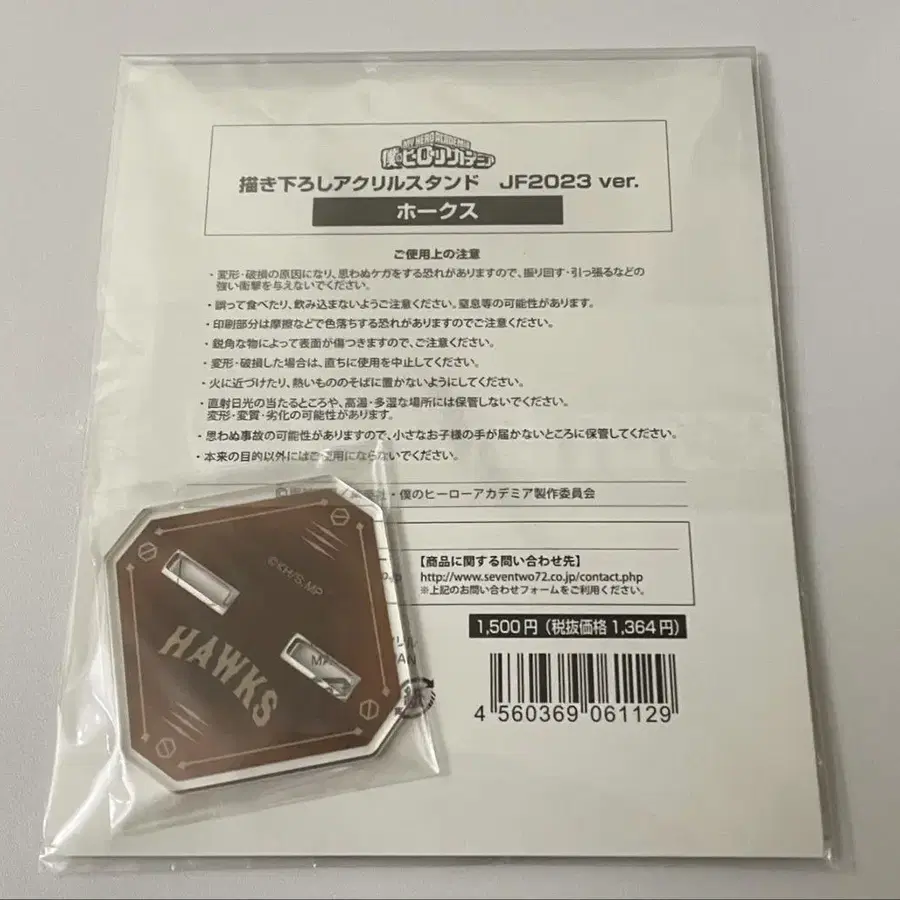 MY HERO ACADEMIA
僕のヒーローアカデミア
描き下ろしアクリルスタンド JF2023 ver.
ホークス
ご使用上の注意
・変形・破損の原因になり、思わぬケガをする恐れがありますので、振り回す・引っ張るなどの
強い衝撃を与えないでください。
・誤って食べたり、飲み込まないようご注意ください。窒息等の可能性があります。
・印刷部分は摩擦などで色落ちする恐れがありますのでご注意ください。
・鋭角な物によって表面が傷つきますので、ご注意ください。
・変形・破損した場合は、直ちに使用を中止してください。
・火に近づけたり、熱いもののそばに置かないようにしてください。
・直射日光の当たるところや、高温・多湿な場所には保管しないでください。
変形・変質・劣化の可能性があります。
・思わぬ事故の可能性がありますので、小さなお子様の手が届かないところに保管してください。
・本来の目的以外にはご使用にならないでください。
・僕のヒーローアカデミア製作委員会
【商品に関する問い合わせ先】
http://www.seventwo72.co.jp/contact.php
※上記のお問い合わせフォームをご利用ください。
1,500円（税抜価格 1,364円）
4 560369 061129
©KH/S,MP
HAWKS